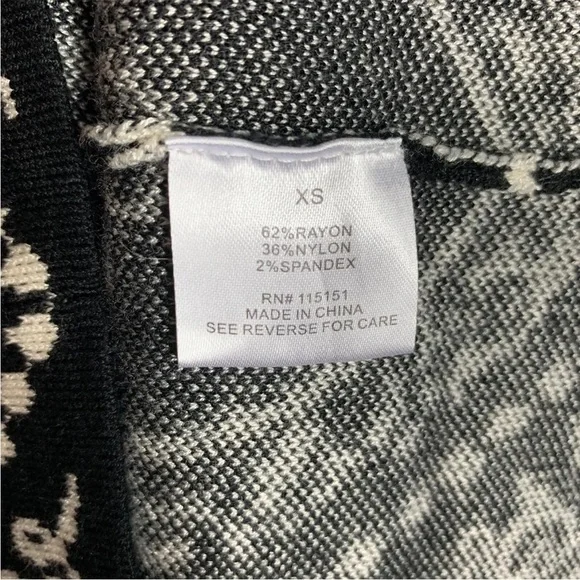 XS
62%RAYON
36%NYLON
2%SPANDEX
RN# 115151
MADE IN CHINA
SEE REVERSE FOR CARE